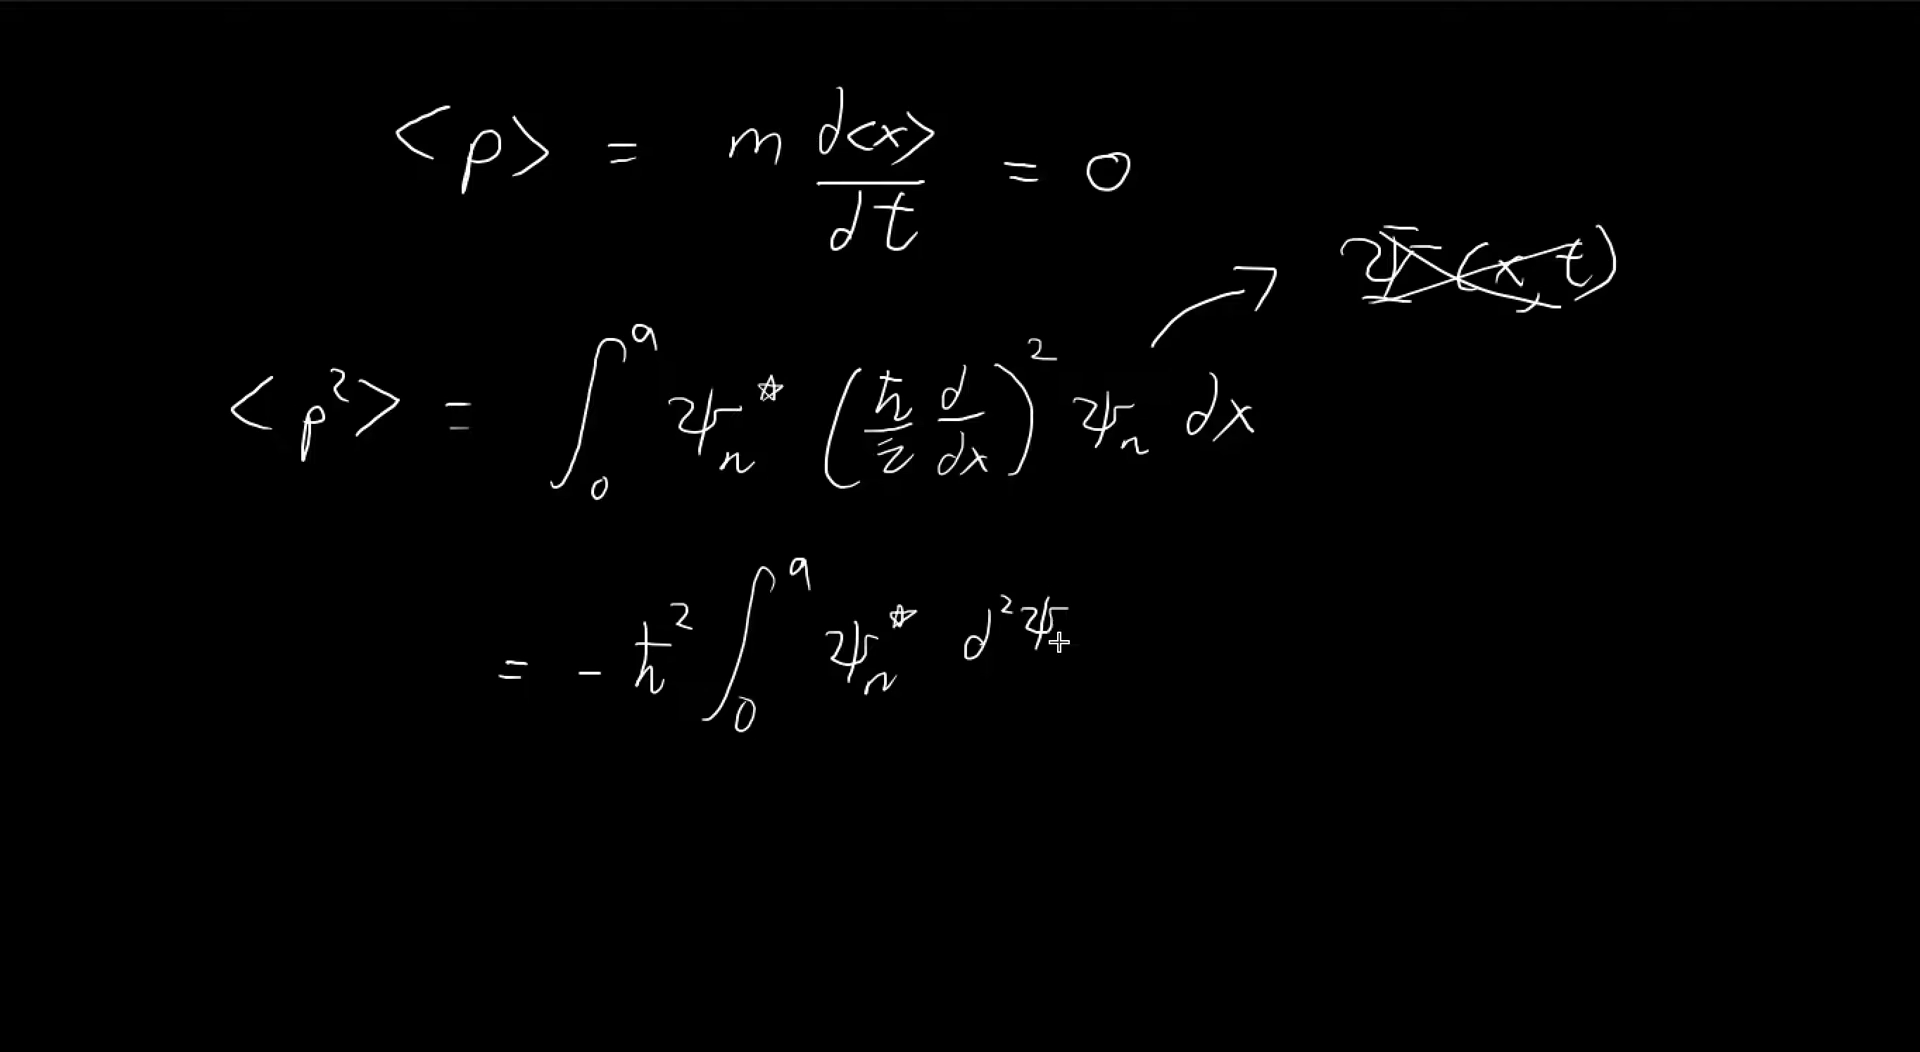 <p> = m d<x>/dt = 0
Ψ(x,t)
<p²> = ∫₀ᵃ ψₙ* (ħ/i d/dx)² ψₙ dx
= -ħ² ∫₀ᵃ ψₙ* d²ψ